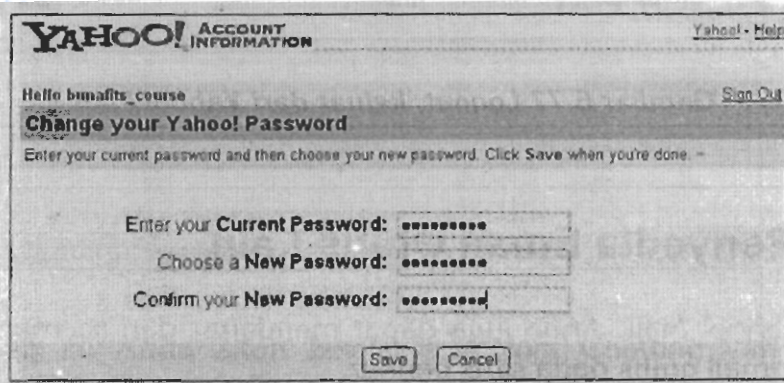 YAHOO! ACCOUNT INFORMATION
Yahoo! - Help
Hello bunafits_course
Sign Out
Change your Yahoo! Password
Enter your current password and then choose your new password. Click Save when you're done.
Enter your Current Password: •••••••••
Choose a New Password: •••••••••
Confirm your New Password: •••••••••
Save Cancel